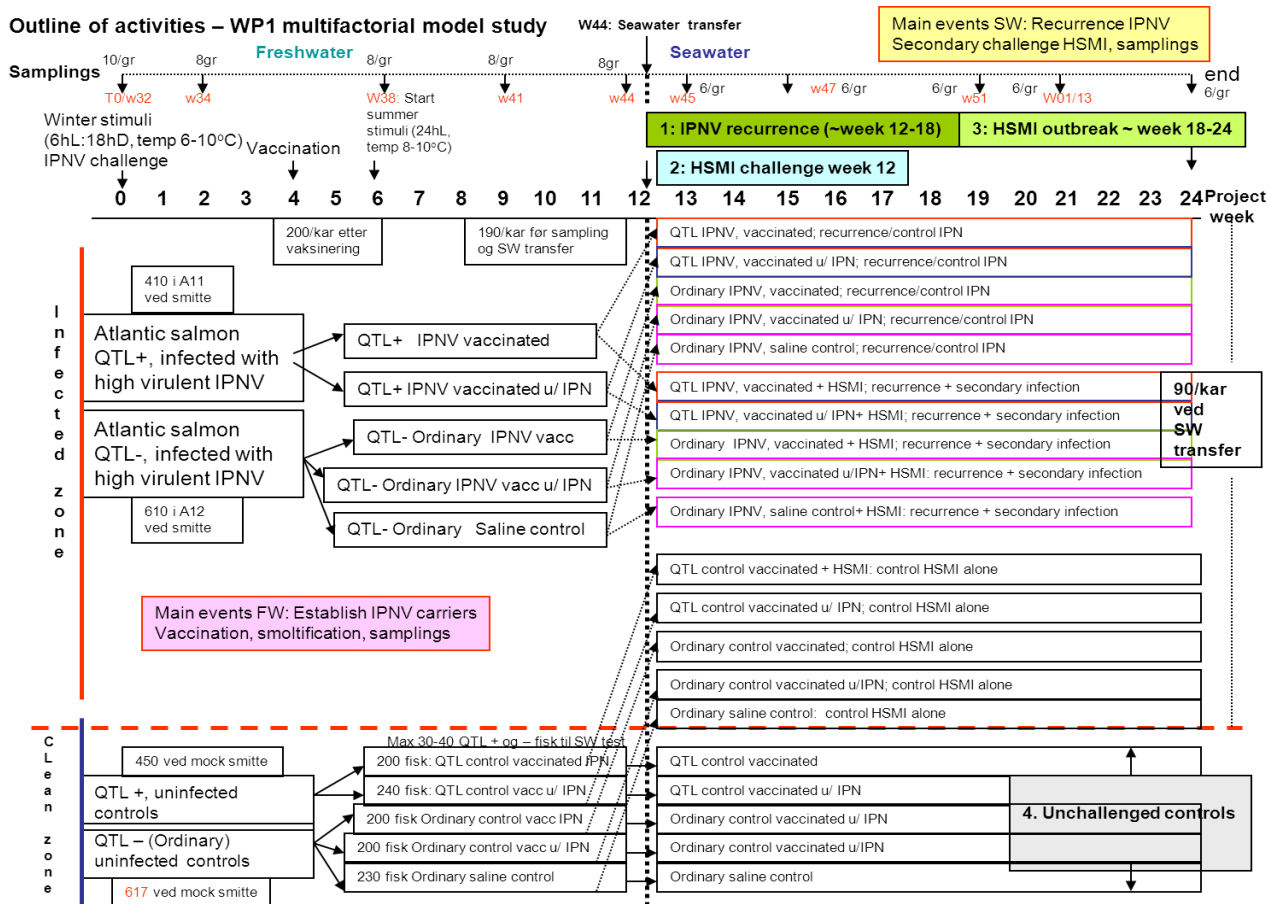 Outline of activities – WP1 multifactorial model study
W44: Seawater transfer
Main events SW: Recurrence IPNV
Secondary challenge HSMI, samplings
Freshwater
Seawater
Samplings
10/gr
8gr
8/gr
8/gr
8gr
6/gr
6/gr
6/gr
6/gr
end
6/gr
T0/w32
w34
W38: Start
summer
stimuli (24hL,
temp 8-10°C)
w41
w44
w45
w47
w51
W01/13
Winter stimuli
(6hL:18hD, temp 6-10°C)
IPNV challenge
Vaccination
1: IPNV recurrence (~week 12-18)
3: HSMI outbreak ~ week 18-24
2: HSMI challenge week 12
0 1 2 3 4 5 6 7 8 9 10 11 12 13 14 15 16 17 18 19 20 21 22 23 24 Project
week
200/kar etter
vaksinering
190/kar før sampling
og SW transfer
QTL IPNV, vaccinated; recurrence/control IPN
QTL IPNV, vaccinated u/ IPN; recurrence/control IPN
Ordinary IPNV, vaccinated; recurrence/control IPN
Ordinary IPNV, vaccinated u/ IPN; recurrence/control IPN
Ordinary IPNV, saline control; recurrence/control IPN
QTL IPNV, vaccinated + HSMI; recurrence + secondary infection
QTL IPNV, vaccinated u/ IPN+ HSMI; recurrence + secondary infection
Ordinary IPNV, vaccinated + HSMI; recurrence + secondary infection
Ordinary IPNV, vaccinated u/IPN+ HSMI: recurrence + secondary infection
Ordinary IPNV, saline control+ HSMI: recurrence + secondary infection
90/kar
ved
SW
transfer
Infected zone
410 i A11
ved smitte
Atlantic salmon
QTL+, infected with
high virulent IPNV
Atlantic salmon
QTL-, infected with
high virulent IPNV
610 i A12
ved smitte
QTL+ IPNV vaccinated
QTL+ IPNV vaccinated u/ IPN
QTL- Ordinary IPNV vacc
QTL- Ordinary IPNV vacc u/ IPN
QTL- Ordinary Saline control
Main events FW: Establish IPNV carriers
Vaccination, smoltification, samplings
QTL control vaccinated + HSMI: control HSMI alone
QTL control vaccinated u/ IPN; control HSMI alone
Ordinary control vaccinated; control HSMI alone
Ordinary control vaccinated u/IPN; control HSMI alone
Ordinary saline control: control HSMI alone
CLean zone
Max 30-40 QTL + og – fisk til SW test
450 ved mock smitte
QTL +, uninfected
controls
QTL – (Ordinary)
uninfected controls
617 ved mock smitte
200 fisk: QTL control vaccinated IPN
240 fisk: QTL control vacc u/ IPN
200 fisk Ordinary control vacc IPN
200 fisk Ordinary control vacc u/ IPN
230 fisk Ordinary saline control
QTL control vaccinated
QTL control vaccinated u/ IPN
Ordinary control vaccinated u/ IPN
Ordinary control vaccinated u/IPN
Ordinary saline control
4. Unchallenged controls